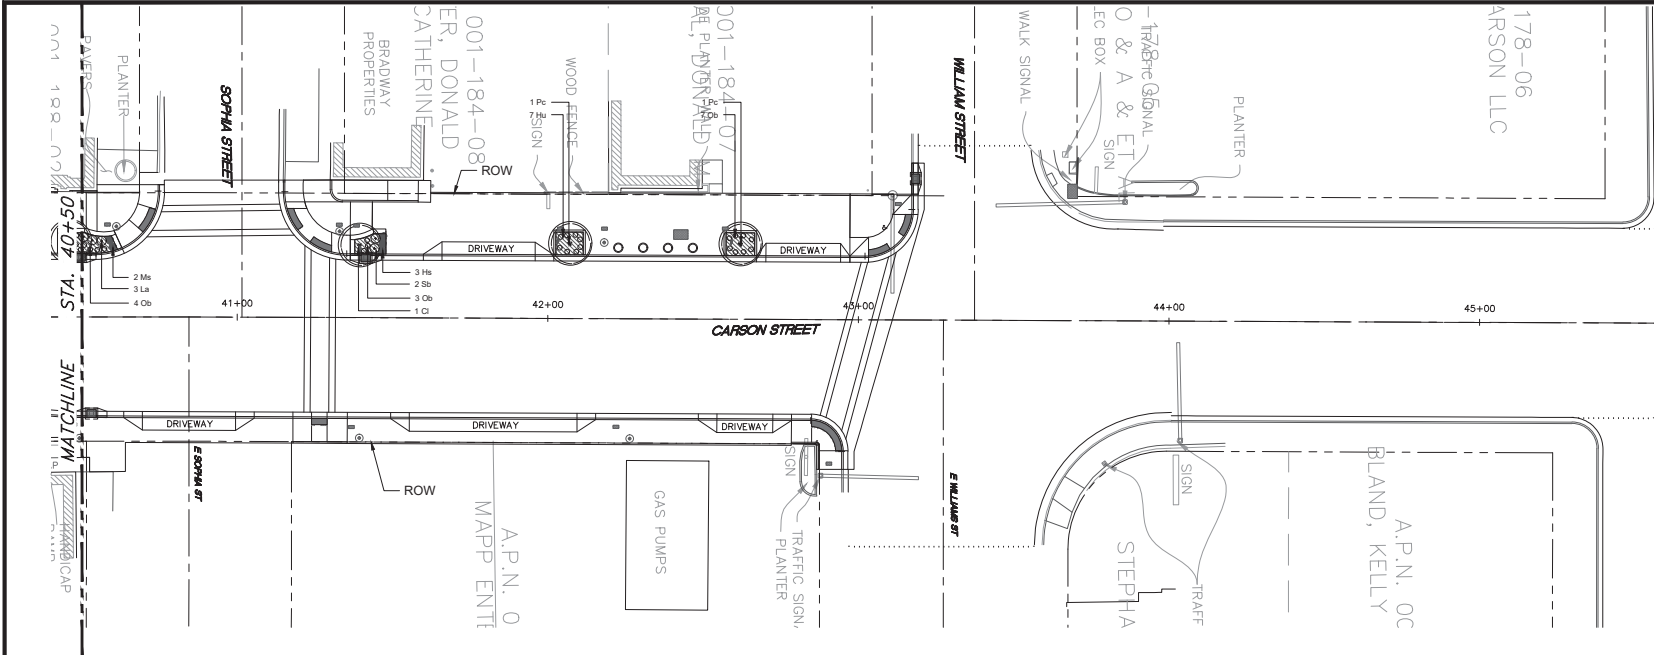 PAVERS
PLANTER
SOPHIA STREET
BRADWAY
PROPERTIES
CATHERINE
ER, DONALD
001-184-08
WOOD FENCE
SIGN
1 Pc
7 Hu
001-184-07
1 Pc
7 Ob
WILLIAM STREET
WALK SIGNAL
ELEC BOX
TRAFFIC SIGNAL
SIGN
O & A & ET A
PLANTER
178-06
ARSON LLC
ROW
STA. 40+50
MATCHLINE
DRIVEWAY
DRIVEWAY
2 Ms
3 La
4 Ob
3 Hs
2 Sb
3 Ob
1 Cl
41+00
42+00
43+00
44+00
45+00
CARSON STREET
DRIVEWAY
DRIVEWAY
DRIVEWAY
E SOPHIA ST
ROW
A.P.N. 0
MAPP ENTE
GAS PUMPS
SIGN
TRAFFIC SIGN,
PLANTER
E WILLIAMS ST
STEPHA
SIGN
TRAFF
A.P.N. 00
BLAND, KELLY